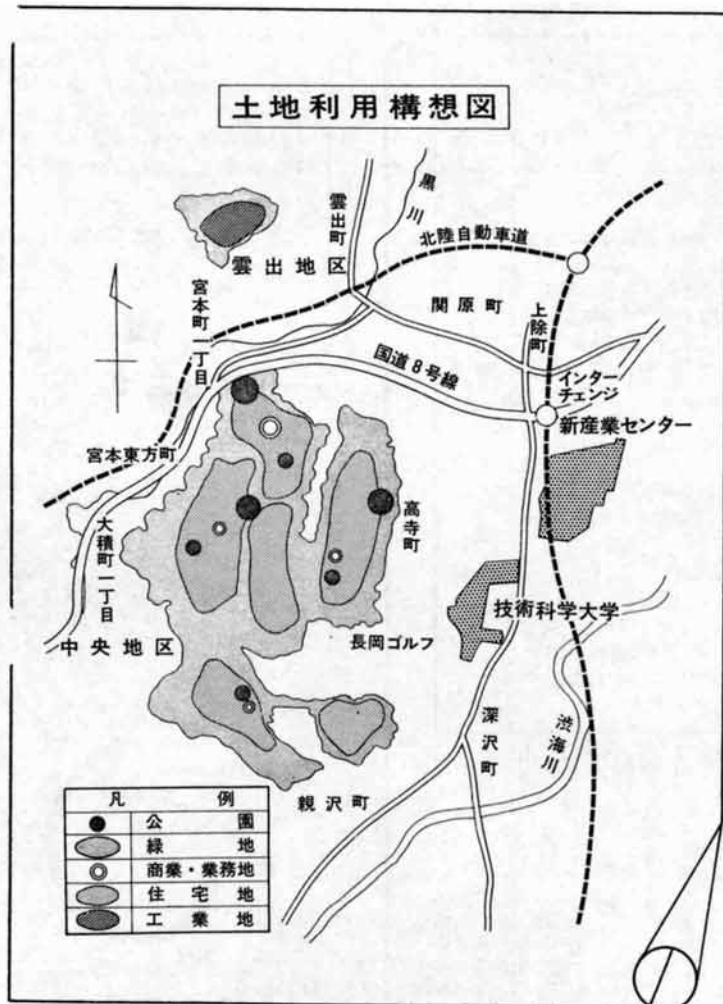 土地利用構想図
雲出町
黒川
北陸自動車道
雲出地区
関原町
上除町
宮本町一丁目
国道8号線
インター
チェンジ
新産業センター
宮本東方町
高寺町
大積町一丁目
技術科学大学
長岡ゴルフ
中央地区
深沢町
渋海川
親沢町
凡例
公園
緑地
商業・業務地
住宅地
工業地